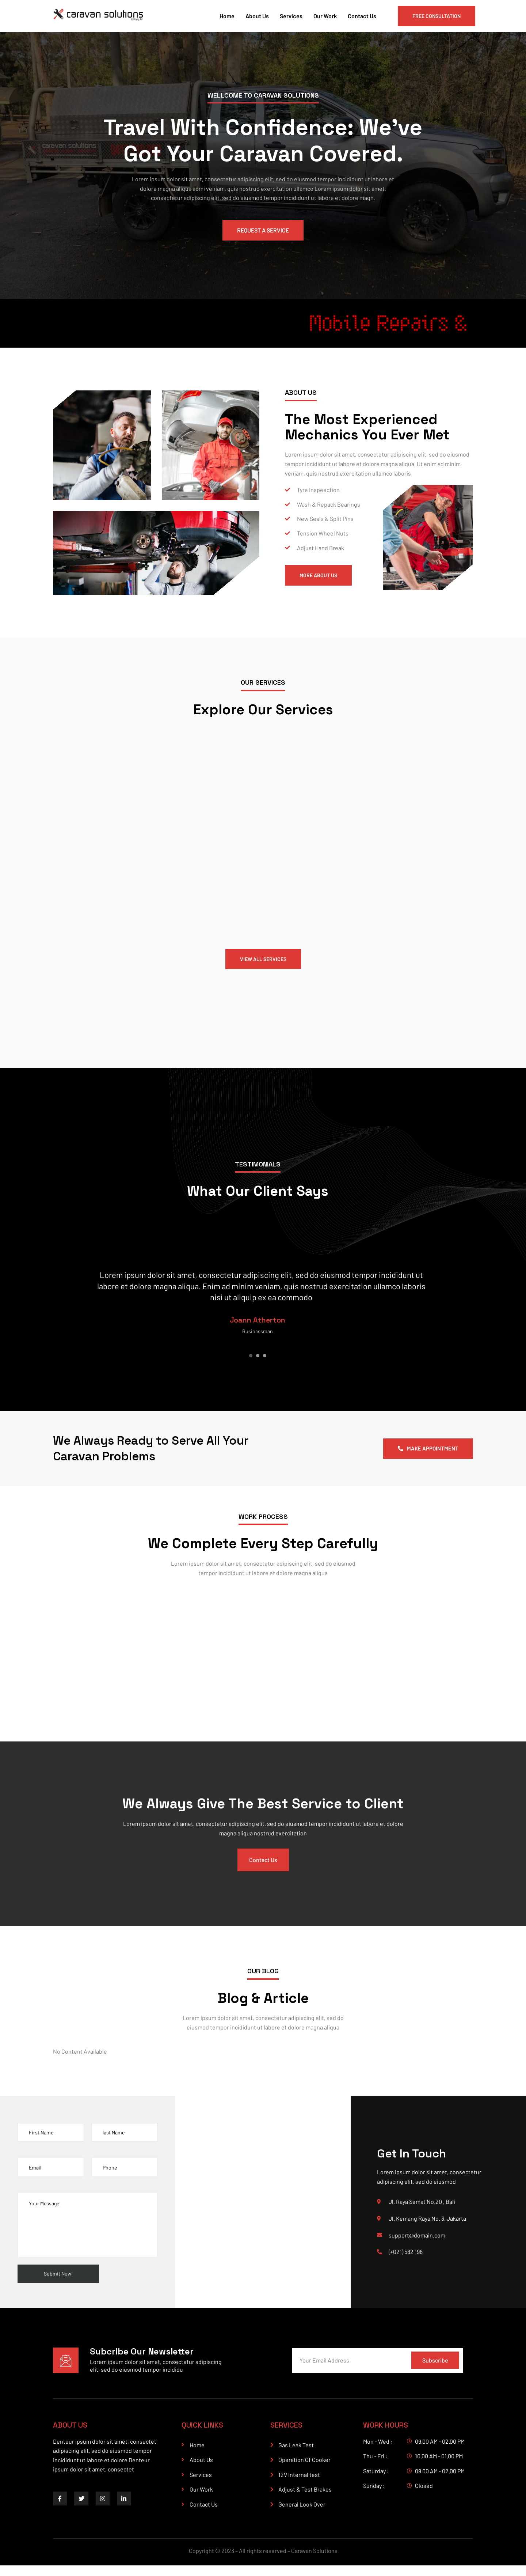 caravan solutions
Home
About Us
Services
Our Work
Contact Us
FREE CONSULTATION
WELLCOME TO CARAVAN SOLUTIONS
Travel With Confidence: We've
Got Your Caravan Covered.
Lorem ipsum dolor sit amet, consectetur adipiscing elit, sed do eiusmod tempor incididunt ut labore et
dolore magna aliqua admi veniam, quis nostrud exercitation ullamco Lorem ipsum dolor sit amet,
consectetur adipiscing elit, sed do eiusmod tempor incididunt ut labore et dolore magn.
caravan solutions
REQUEST A SERVICE
Mobile Repairs &
ABOUT US
The Most Experienced
Mechanics You Ever Met
Lorem ipsum dolor sit amet, consectetur adipiscing elit, sed do eiusmod
tempor incididunt ut labore et dolore magna aliqua. Ut enim ad minim
veniam, quis nostrud exercitation ullamco laboris
Tyre Inspeection
Wash & Repack Bearings
New Seals & Split Pins
Tension Wheel Nuts
Adjust Hand Break
MORE ABOUT US
OUR SERVICES
Explore Our Services
VIEW ALL SERVICES
TESTIMONIALS
What Our Client Says
Lorem ipsum dolor sit amet, consectetur adipiscing elit, sed do eiusmod tempor incididunt ut
labore et dolore magna aliqua. Enim ad minim veniam, quis nostrud exercitation ullamco laboris
nisi ut aliquip ex ea commodo
Joann Atherton
Businessman
We Always Ready to Serve All Your
Caravan Problems
MAKE APPOINTMENT
WORK PROCESS
We Complete Every Step Carefully
Lorem ipsum dolor sit amet, consectetur adipiscing elit, sed do eiusmod
tempor incididunt ut labore et dolore magna aliqua
We Always Give The Best Service to Client
Lorem ipsum dolor sit amet, consectetur adipiscing elit, sed do eiusmod tempor incididunt ut labore et dolore
magna aliqua nostrud exercitation
Contact Us
OUR BLOG
Blog & Article
Lorem ipsum dolor sit amet, consectetur adipiscing elit, sed do
eiusmod tempor incididunt ut labore et dolore magna aliqua
No Content Available
First Name
last Name
Email
Phone
Your Message
Submit Now!
Get In Touch
Lorem ipsum dolor sit amet, consectetur
adipiscing elit, sed do eiusmod
Jl. Raya Semat No.20 , Bali
Jl. Kemang Raya No. 3, Jakarta
support@domain.com
(+021) 582 198
Subcribe Our Newsletter
Lorem ipsum dolor sit amet, consectetur adipiscing
elit, sed do eiusmod tempor incididu
Your Email Address
Subscribe
ABOUT US
Denteur ipsum dolor sit amet, consectet
adipiscing elit, sed do eiusmod tempor
incididunt ut labore et dolore Denteur
ipsum dolor sit amet, consectet
QUICK LINKS
Home
About Us
Services
Our Work
Contact Us
SERVICES
Gas Leak Test
Operation Of Cooker
12V Internal test
Adjust & Test Brakes
General Look Over
WORK HOURS
Mon - Wed : 09.00 AM - 02.00 PM
Thu - Fri : 10.00 AM - 01.00 PM
Saturday : 09.00 AM - 02.00 PM
Sunday : Closed
Copyright © 2023 - All rights reserved - Caravan Solutions